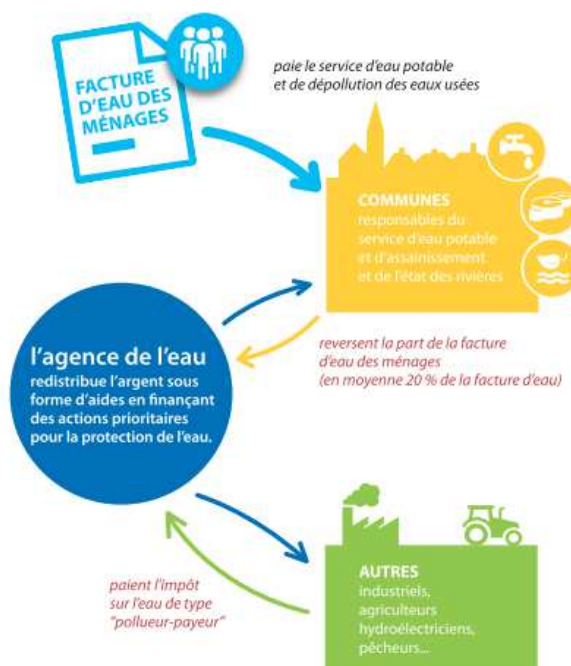 FACTURE
D'EAU DES
MÉNAGES
paie le service d'eau potable
et de dépollution des eaux usées
COMMUNES
responsables du
service d'eau potable
et d'assainissement
et de l'état des rivières
reversent la part de la facture
d'eau des ménages
(en moyenne 20 % de la facture d'eau)
l'agence de l'eau
redistribue l'argent sous
forme d'aides en finançant
des actions prioritaires
pour la protection de l'eau.
paient l'impôt
sur l'eau de type
"pollueur-payeur"
AUTRES
industriels,
agriculteurs
hydroélectriciens,
pêcheurs...